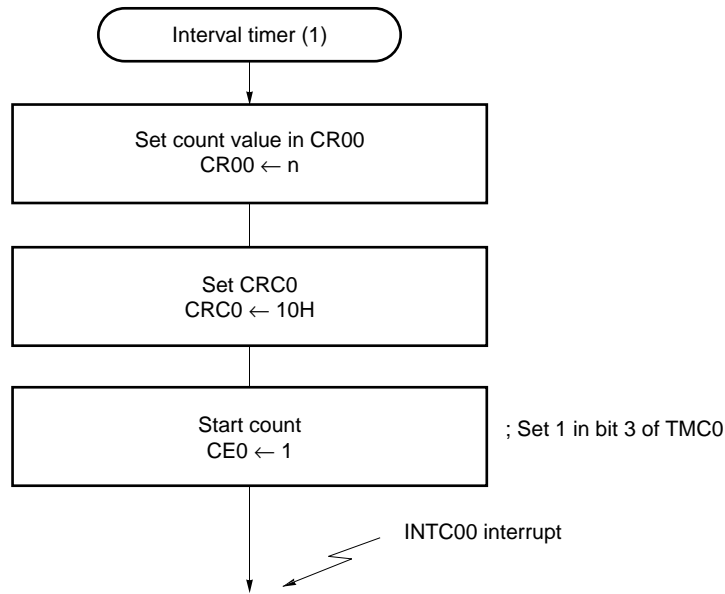 Interval timer (1)
Set count value in CR00
CR00 ← n
Set CRC0
CRC0 ← 10H
Start count
CE0 ← 1
; Set 1 in bit 3 of TMC0
INTC00 interrupt